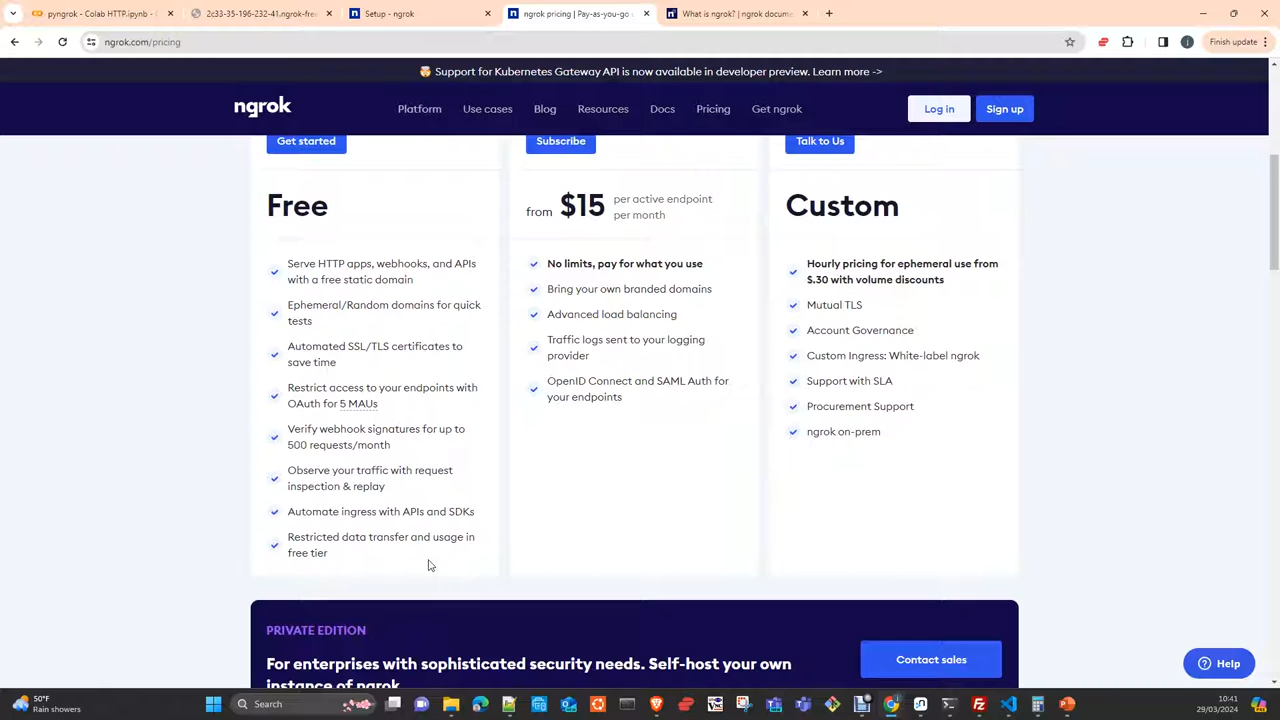 pyngrok - Colab HTTP.ipynb -
2c33-35-196-232-41.ngrok-free
Setup - ngrok
ngrok pricing | Pay-as-you-go
What is ngrok? | ngrok docume
ngrok.com/pricing
Finish update
🤯 Support for Kubernetes Gateway API is now available in developer preview. Learn more ->
ngrok
Platform
Use cases
Blog
Resources
Docs
Pricing
Get ngrok
Log in
Sign up
Get started
Subscribe
Talk to Us
Free
Serve HTTP apps, webhooks, and APIs
with a free static domain
Ephemeral/Random domains for quick
tests
Automated SSL/TLS certificates to
save time
Restrict access to your endpoints with
OAuth for 5 MAUs
Verify webhook signatures for up to
500 requests/month
Observe your traffic with request
inspection & replay
Automate ingress with APIs and SDKs
Restricted data transfer and usage in
free tier
from $15 per active endpoint
per month
No limits, pay for what you use
Bring your own branded domains
Advanced load balancing
Traffic logs sent to your logging
provider
OpenID Connect and SAML Auth for
your endpoints
Custom
Hourly pricing for ephemeral use from
$.30 with volume discounts
Mutual TLS
Account Governance
Custom Ingress: White-label ngrok
Support with SLA
Procurement Support
ngrok on-prem
PRIVATE EDITION
For enterprises with sophisticated security needs. Self-host your own
instance of ngrok
Contact sales
Help
50°F
Rain showers
Search
10:41
29/03/2024